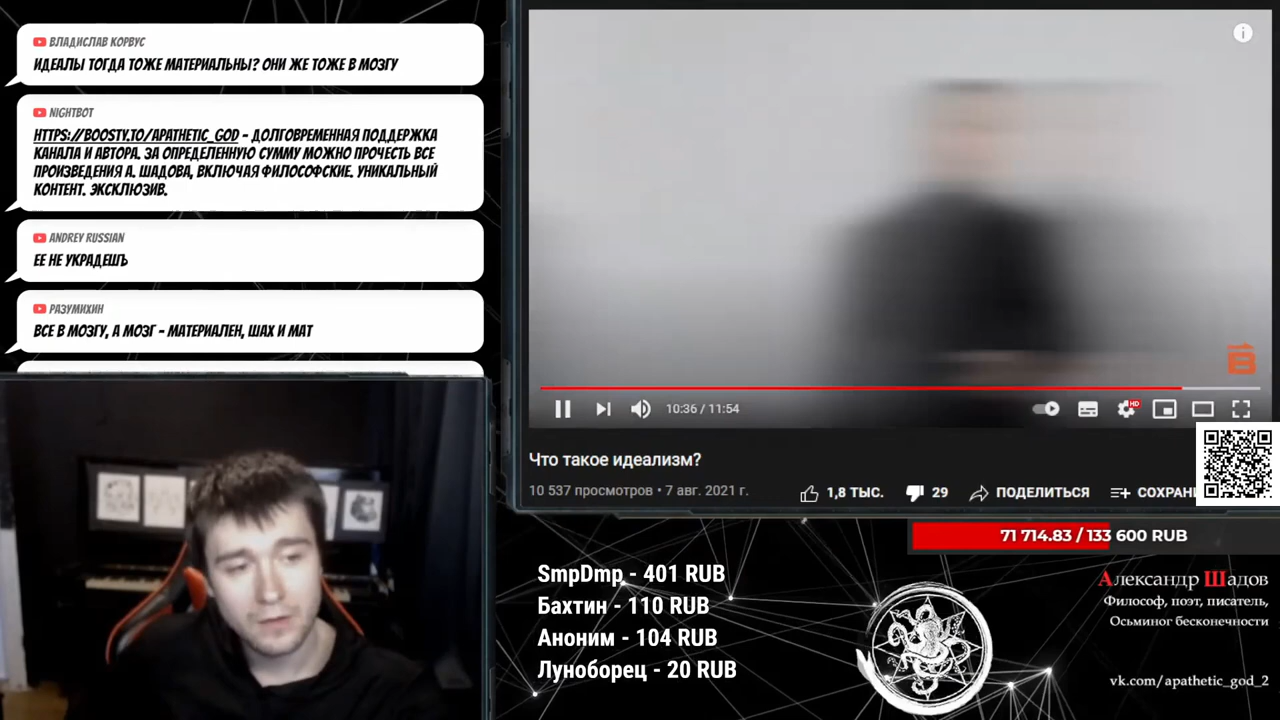 ВЛАДИСЛАВ КОРВУС
ИДЕАЛЫ ТОГДА ТОЖЕ МАТЕРИАЛЬНЫ? ОНИ ЖЕ ТОЖЕ В МОЗГУ
NIGHTBOT
HTTPS://BOOSTY.TO/APATHETIC_GOD - ДОЛГОВРЕМЕННАЯ ПОДДЕРЖКА
КАНАЛА И АВТОРА. ЗА ОПРЕДЕЛЕННУЮ СУММУ МОЖНО ПРОЧЕСТЬ ВСЕ
ПРОИЗВЕДЕНИЯ А. ШАДОВА, ВКЛЮЧАЯ ФИЛОСОФСКИЕ. УНИКАЛЬНЫЙ
КОНТЕНТ. ЭКСКЛЮЗИВ.
ANDREY RUSSIAN
ЕЕ НЕ УКРАДЕШЪ
РАЗУМИХИН
ВСЕ В МОЗГУ, А МОЗГ - МАТЕРИАЛЕН, ШАХ И МАТ
B
10:36 / 11:54
HD
Что такое идеализм?
10 537 просмотров • 7 авг. 2021 г.
1,8 ТЫС.
29
ПОДЕЛИТЬСЯ
СОХРАН
71 714.83 / 133 600 RUB
SmpDmp - 401 RUB
Бахтин - 110 RUB
Аноним - 104 RUB
Луноборец - 20 RUB
Александр Шадов
Философ, поэт, писатель,
Осьминог бесконечности
vk.com/apathetic_god_2